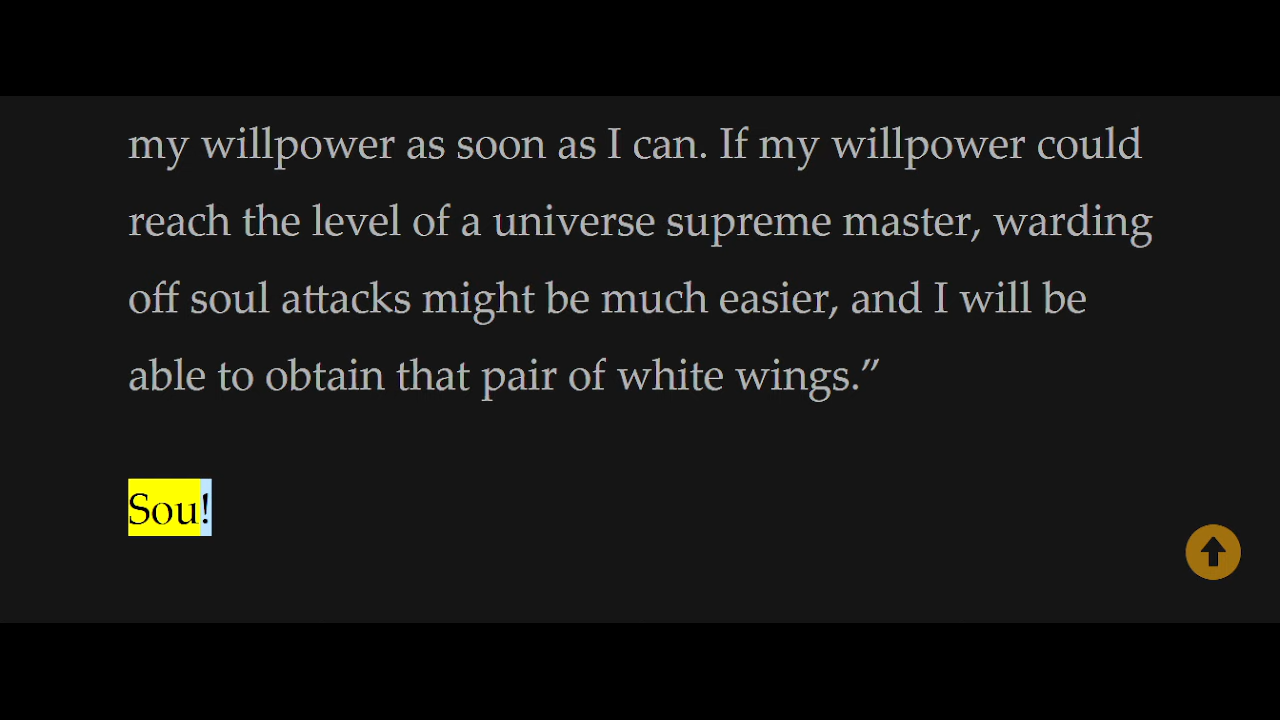 my willpower as soon as I can. If my willpower could
reach the level of a universe supreme master, warding
off soul attacks might be much easier, and I will be
able to obtain that pair of white wings.”
Sou!